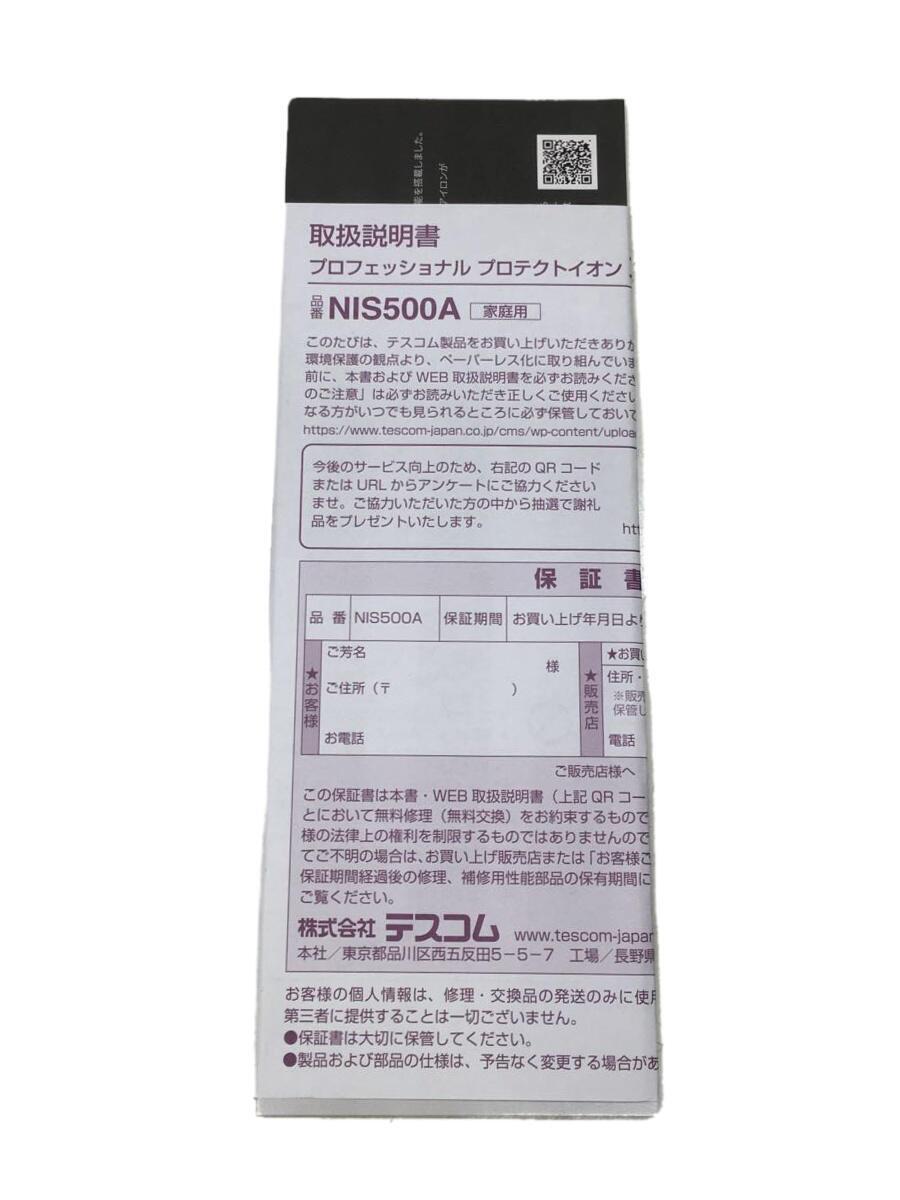 能を搭載しました。
アイロンが
取扱説明書
プロフェッショナル プロテクトイオン
品番 NIS500A 家庭用
このたびは、テスコム製品をお買い上げいただきありが
環境保護の観点より、ペーパーレス化に取り組んでいま
前に、本書および WEB 取扱説明書を必ずお読みくださ
のご注意」は必ずお読みいただき正しくご使用ください
なる方がいつでも見られるところに必ず保管しておいて
https://www.tescom-japan.co.jp/cms/wp-content/uploa
今後のサービス向上のため、右記の QR コード
または URL からアンケートにご協力ください
ませ。ご協力いただいた方の中から抽選で謝礼
品をプレゼントいたします。
htt
保 証 書
品 番 NIS500A 保証期間 お買い上げ年月日より
★お客様
ご芳名
様
ご住所（〒 ）
お電話
★販売店
★お買い
住所・
※販売
保管し
電話
ご販売店様へ
この保証書は本書・WEB 取扱説明書（上記 QR コー
とにおいて無料修理（無料交換）をお約束するもので
様の法律上の権利を制限するものではありませんので
てご不明の場合は、お買い上げ販売店または「お客様ご
保証期間経過後の修理、補修用性能部品の保有期間に
ご覧ください。
株式会社 テスコム www.tescom-japan
本社／東京都品川区西五反田5－5－7 工場／長野県
お客様の個人情報は、修理・交換品の発送のみに使用
第三者に提供することは一切ございません。
●保証書は大切に保管してください。
●製品および部品の仕様は、予告なく変更する場合があ